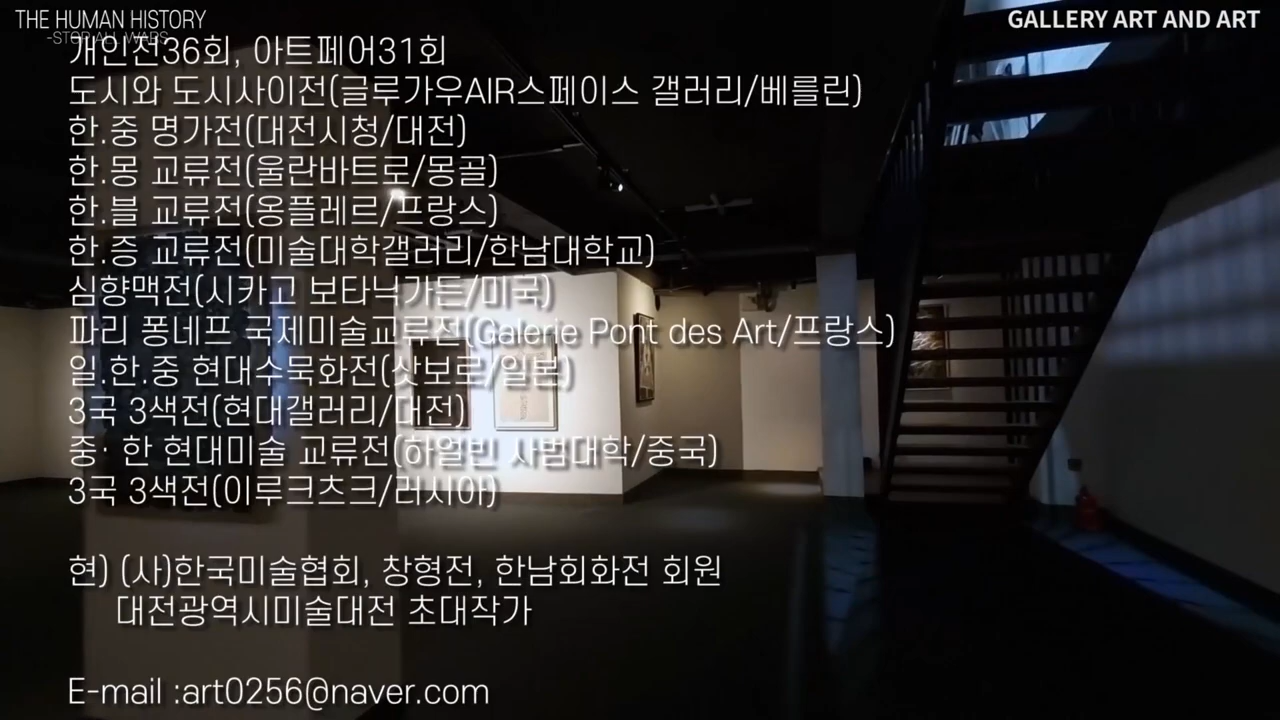 THE HUMAN HISTORY
-STOP ALL WARS
GALLERY ART AND ART
개인전36회, 아트페어31회
도시와 도시사이전(글루가우AIR스페이스 갤러리/베를린)
한.중 명가전(대전시청/대전)
한.몽 교류전(울란바트로/몽골)
한.블 교류전(옹플레르/프랑스)
한.증 교류전(미술대학갤러리/한남대학교)
심향맥전(시카고 보타닉가든/미국)
파리 퐁네프 국제미술교류전(Galerie Pont des Art/프랑스)
일.한.중 현대수묵화전(삿보로/일본)
3국 3색전(현대갤러리/대전)
중· 한 현대미술 교류전(하얼빈 사범대학/중국)
3국 3색전(이루크츠크/러시아)
현) (사)한국미술협회, 창형전, 한남회화전 회원
대전광역시미술대전 초대작가
E-mail :art0256@naver.com